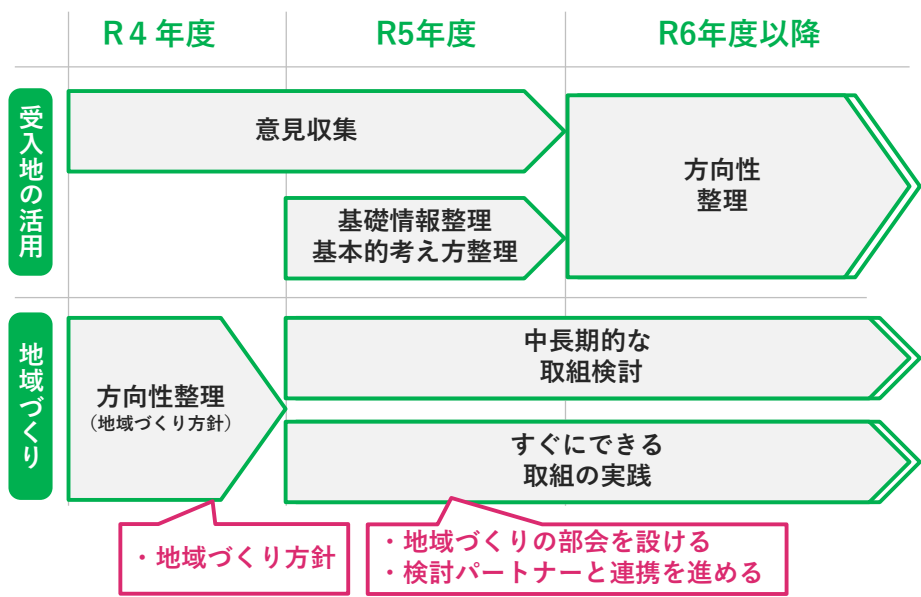 R４年度
R5年度
R6年度以降
受入地の活用
意見収集
基礎情報整理
基本的考え方整理
方向性
整理
地域づくり
方向性整理
（地域づくり方針）
中長期的な
取組検討
すぐにできる
取組の実践
・地域づくり方針
・地域づくりの部会を設ける
・検討パートナーと連携を進める